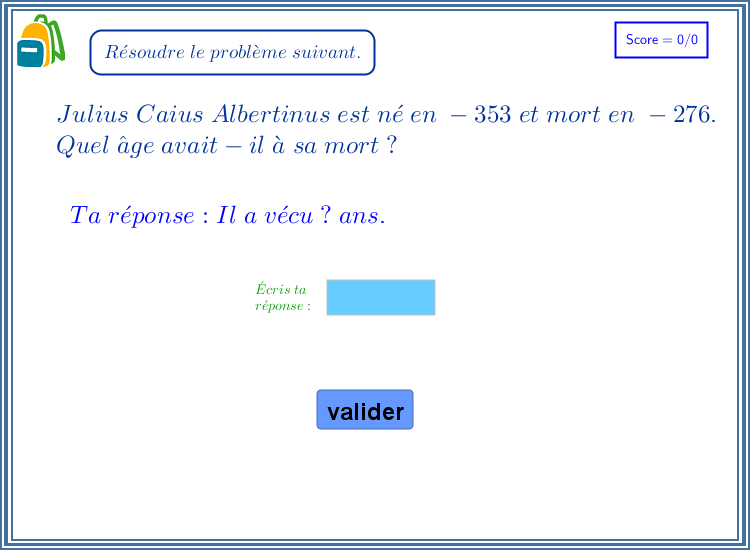 Résoudre le problème suivant.
Score = 0/0
Julius Caius Albertinus est né en − 353 et mort en − 276.
Quel âge avait − il à sa mort ?
Ta réponse : Il a vécu ? ans.
Écris ta
réponse :
valider